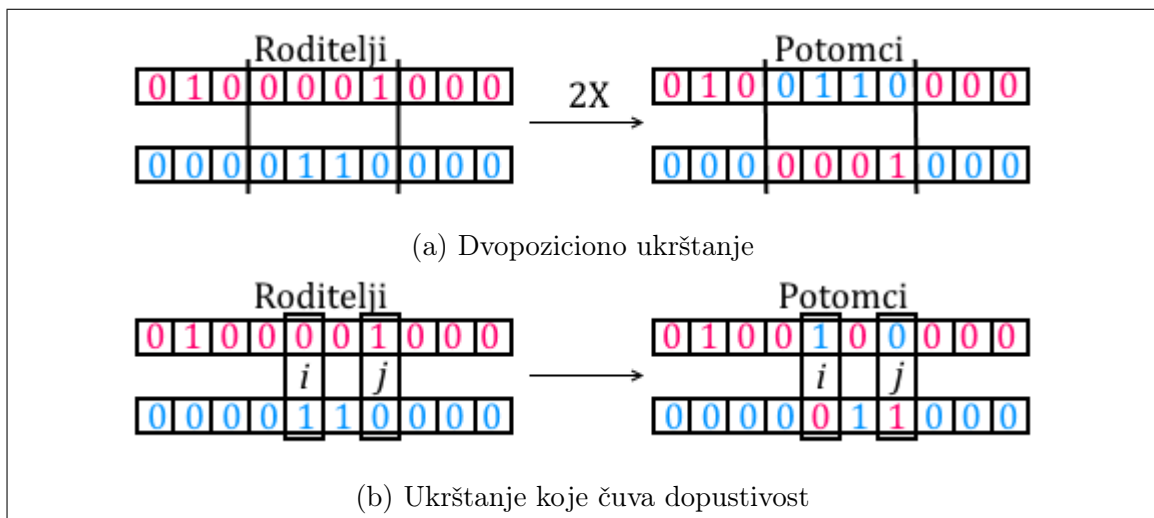 Roditelji Potomci
0 1 0 0 0 0 1 0 0 0 2X 0 1 0 0 1 1 0 0 0 0
0 0 0 0 1 1 0 0 0 0 0 0 0 0 0 0 1 0 0 0
(a) Dvopoziciono ukrštanje
Roditelji Potomci
0 1 0 0 0 0 1 0 0 0 0 1 0 0 1 0 0 0 0 0
i j i j
0 0 0 0 1 1 0 0 0 0 0 0 0 0 0 1 1 0 0 0
(b) Ukrštanje koje čuva dopustivost